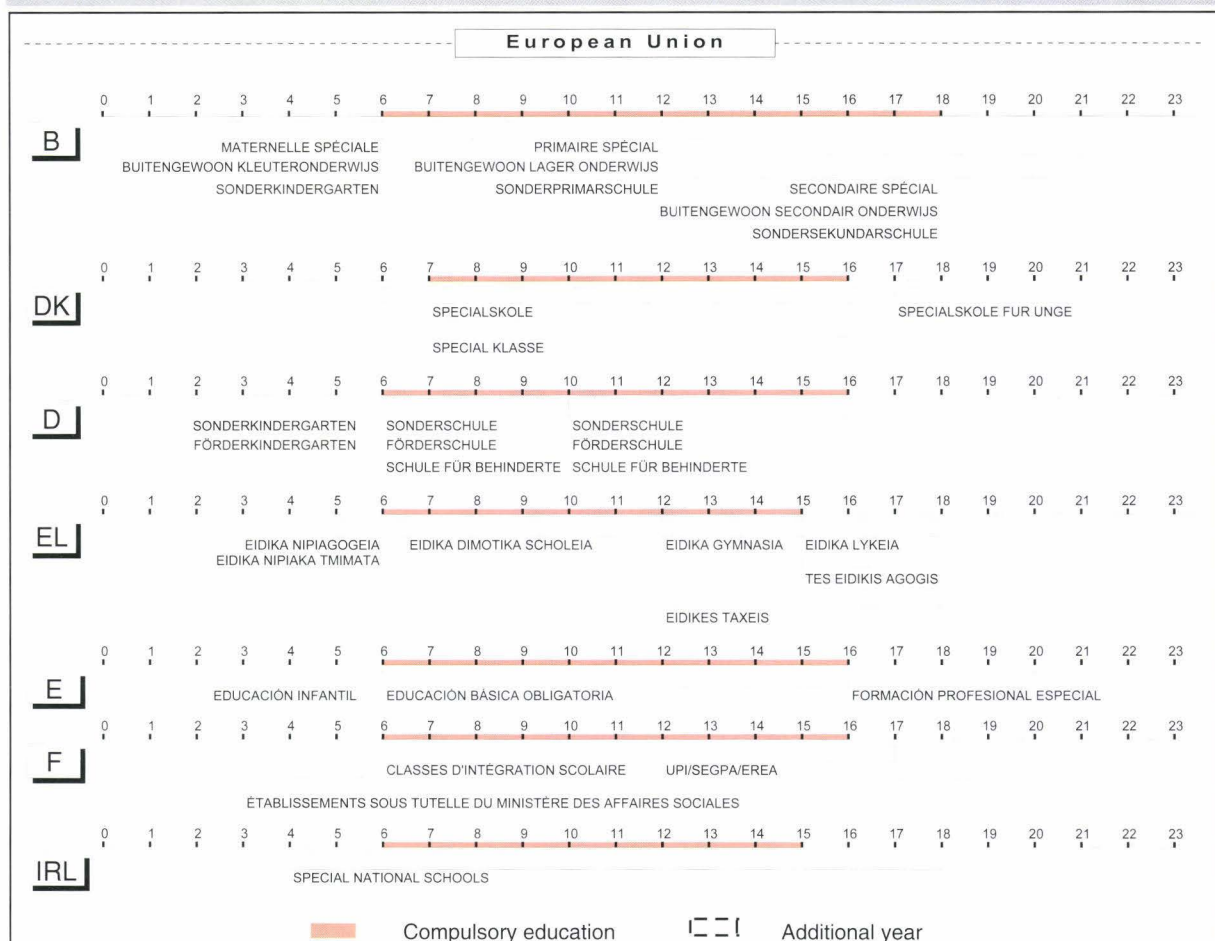 European Union
0 1 2 3 4 5 6 7 8 9 10 11 12 13 14 15 16 17 18 19 20 21 22 23
B
MATERNELLE SPÉCIALE PRIMAIRE SPÉCIAL
BUITENGEWOON KLEUTERONDERWIJS BUITENGEWOON LAGER ONDERWIJS
SONDERKINDERGARTEN SONDERPRIMARSCHULE SECONDAIRE SPÉCIAL
BUITENGEWOON SECONDAIR ONDERWIJS
SONDERSEKUNDARSCHULE
0 1 2 3 4 5 6 7 8 9 10 11 12 13 14 15 16 17 18 19 20 21 22 23
DK
SPECIALSKOLE SPECIALSKOLE FUR UNGE
SPECIAL KLASSE
0 1 2 3 4 5 6 7 8 9 10 11 12 13 14 15 16 17 18 19 20 21 22 23
D
SONDERKINDERGARTEN SONDERSCHULE SONDERSCHULE
FÖRDERKINDERGARTEN FÖRDERSCHULE FÖRDERSCHULE
SCHULE FÜR BEHINDERTE SCHULE FÜR BEHINDERTE
0 1 2 3 4 5 6 7 8 9 10 11 12 13 14 15 16 17 18 19 20 21 22 23
EL
EIDIKA NIPIAGOGEIA EIDIKA DIMOTIKA SCHOLEIA EIDIKA GYMNASIA EIDIKA LYKEIA
EIDIKA NIPIAKA TMIMATA
TES EIDIKIS AGOGIS
EIDIKES TAXEIS
0 1 2 3 4 5 6 7 8 9 10 11 12 13 14 15 16 17 18 19 20 21 22 23
E
EDUCACIÓN INFANTIL EDUCACIÓN BÁSICA OBLIGATORIA FORMACIÓN PROFESIONAL ESPECIAL
0 1 2 3 4 5 6 7 8 9 10 11 12 13 14 15 16 17 18 19 20 21 22 23
F
CLASSES D'INTÉGRATION SCOLAIRE UPI/SEGPA/EREA
ÉTABLISSEMENTS SOUS TUTELLE DU MINISTÉRE DES AFFAIRES SOCIALES
0 1 2 3 4 5 6 7 8 9 10 11 12 13 14 15 16 17 18 19 20 21 22 23
IRL
SPECIAL NATIONAL SCHOOLS
Compulsory education Additional year